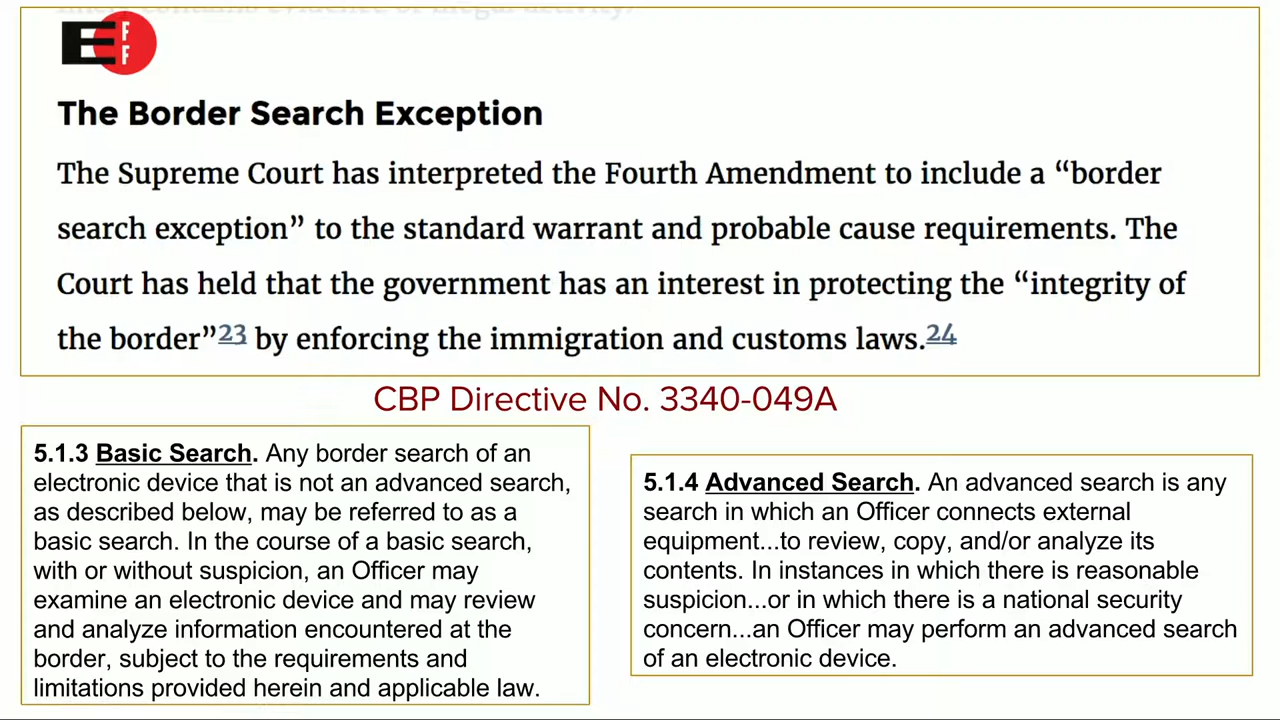 EFF
The Border Search Exception
The Supreme Court has interpreted the Fourth Amendment to include a “border
search exception” to the standard warrant and probable cause requirements. The
Court has held that the government has an interest in protecting the “integrity of
the border”23 by enforcing the immigration and customs laws.24
CBP Directive No. 3340-049A
5.1.3 Basic Search. Any border search of an
electronic device that is not an advanced search,
as described below, may be referred to as a
basic search. In the course of a basic search,
with or without suspicion, an Officer may
examine an electronic device and may review
and analyze information encountered at the
border, subject to the requirements and
limitations provided herein and applicable law.
5.1.4 Advanced Search. An advanced search is any
search in which an Officer connects external
equipment...to review, copy, and/or analyze its
contents. In instances in which there is reasonable
suspicion...or in which there is a national security
concern...an Officer may perform an advanced search
of an electronic device.